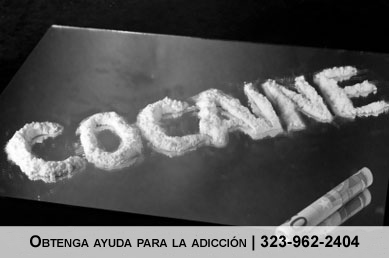 COCAINE
OBTENGA AYUDA PARA LA ADICCIÓN | 323-962-2404